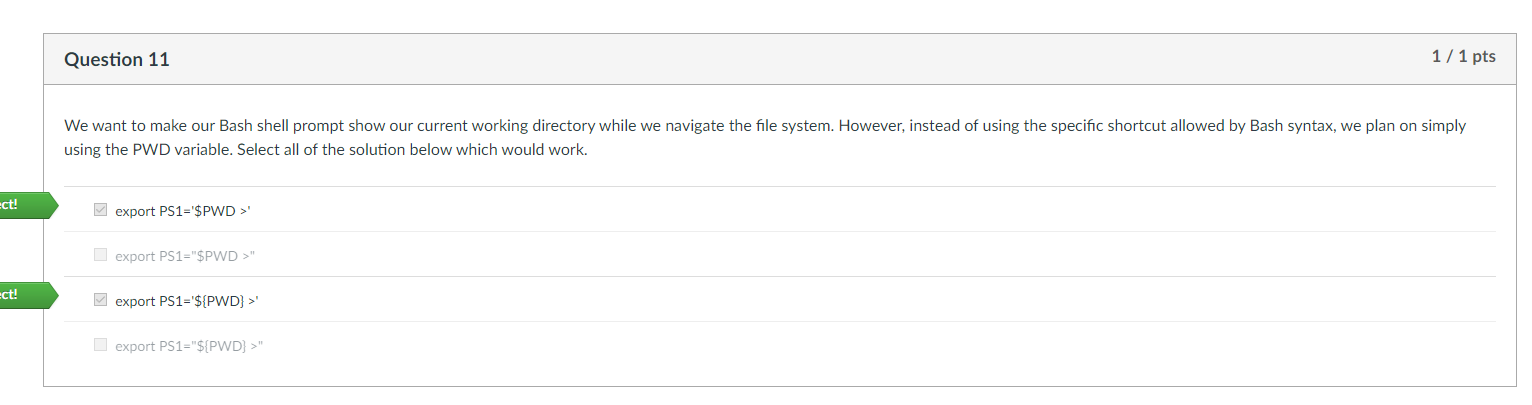 Question 11
1 / 1 pts
We want to make our Bash shell prompt show our current working directory while we navigate the file system. However, instead of using the specific shortcut allowed by Bash syntax, we plan on simply
using the PWD variable. Select all of the solution below which would work.
ect!
export PS1='$PWD >'
export PS1="$PWD >"
ect!
export PS1='${PWD} >'
export PS1="${PWD} >"